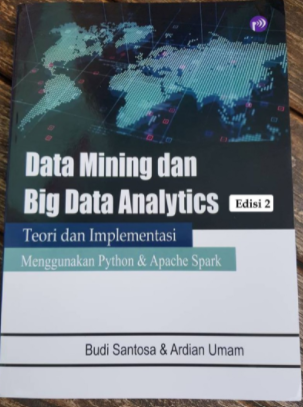 Data Mining dan
Big Data Analytics Edisi 2
Teori dan Implementasi
Menggunakan Python & Apache Spark
Budi Santosa & Ardian Umam